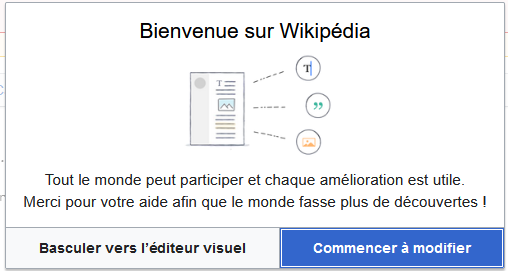 Bienvenue sur Wikipédia
T
T
Tout le monde peut participer et chaque amélioration est utile.
Merci pour votre aide afin que le monde fasse plus de découvertes !
Basculer vers l’éditeur visuel
Commencer à modifier